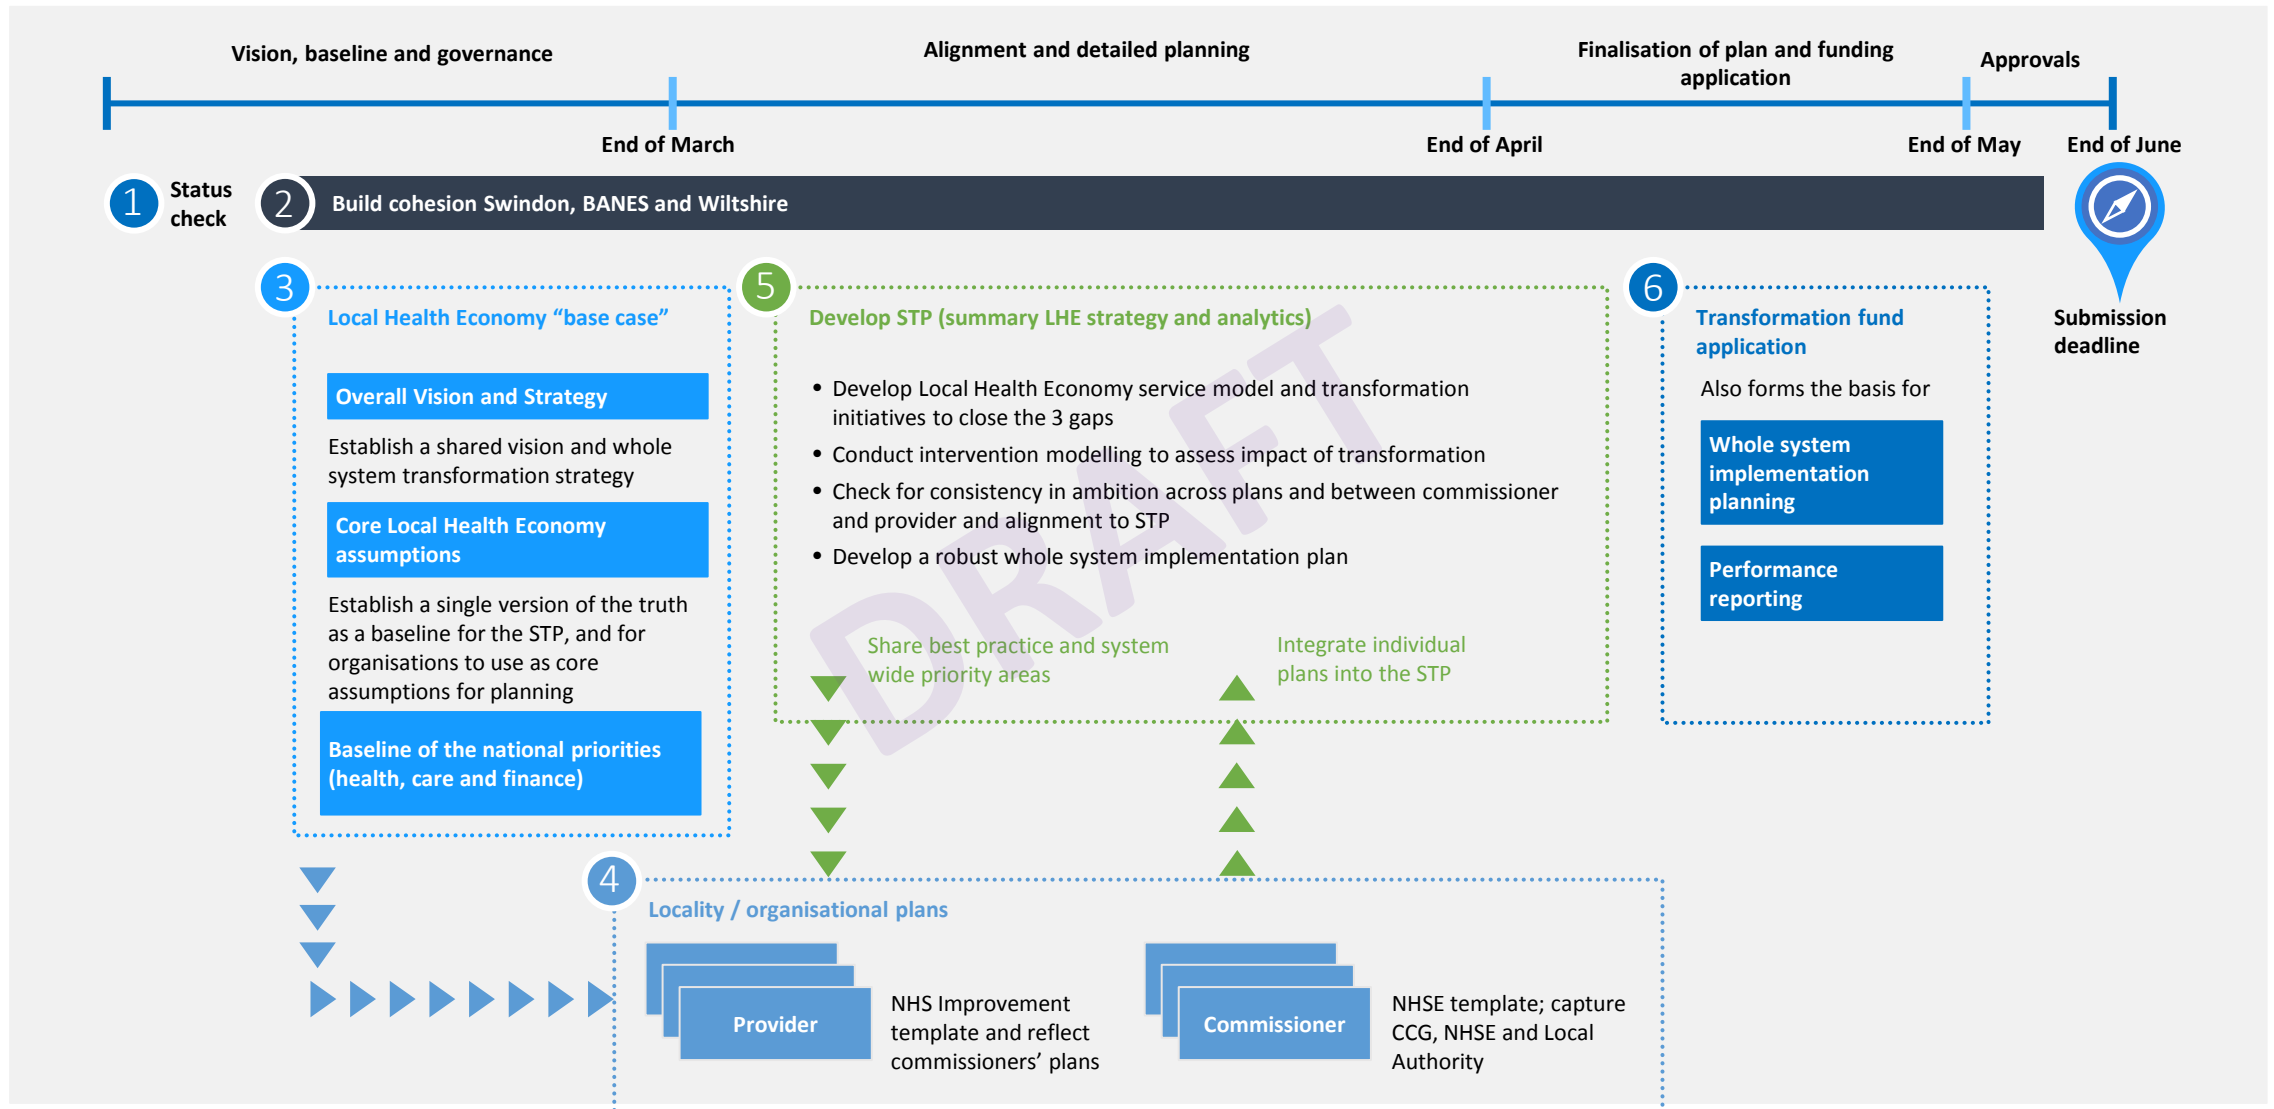 Vision, baseline and governance
Alignment and detailed planning
Finalisation of plan and funding
application
Approvals
End of March
End of April
End of May
End of June
1
Status
check
2
Build cohesion Swindon, BANES and Wiltshire
Submission
deadline
3
Local Health Economy “base case”
Overall Vision and Strategy
Establish a shared vision and whole
system transformation strategy
Core Local Health Economy
assumptions
Establish a single version of the truth
as a baseline for the STP, and for
organisations to use as core
assumptions for planning
Baseline of the national priorities
(health, care and finance)
5
Develop STP (summary LHE strategy and analytics)
• Develop Local Health Economy service model and transformation
initiatives to close the 3 gaps
• Conduct intervention modelling to assess impact of transformation
• Check for consistency in ambition across plans and between commissioner
and provider and alignment to STP
• Develop a robust whole system implementation plan
Share best practice and system
wide priority areas
Integrate individual
plans into the STP
DRAFT
6
Transformation fund
application
Also forms the basis for
Whole system
implementation
planning
Performance
reporting
4
Locality / organisational plans
Provider
NHS Improvement
template and reflect
commissioners’ plans
Commissioner
NHSE template; capture
CCG, NHSE and Local
Authority